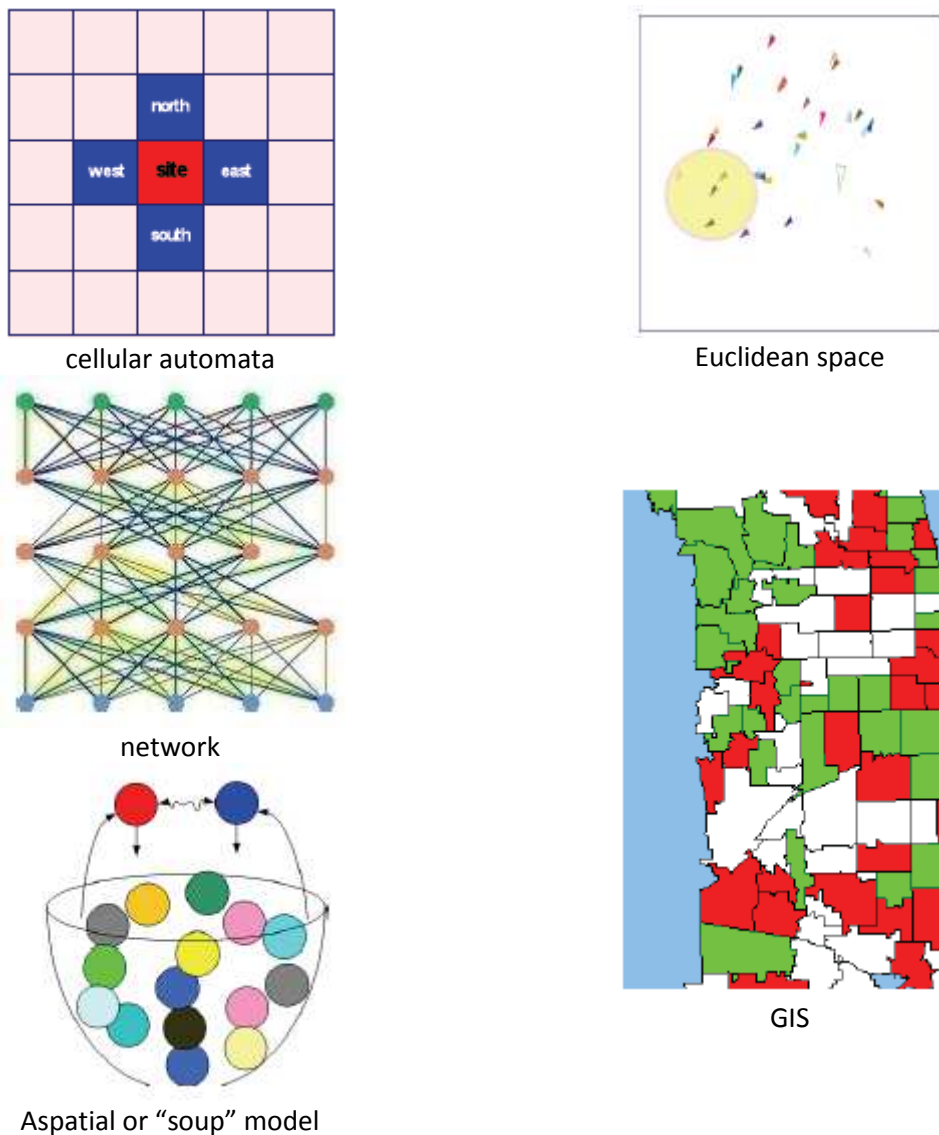 north
west site east
south
cellular automata
Euclidean space
network
GIS
Aspatial or “soup” model